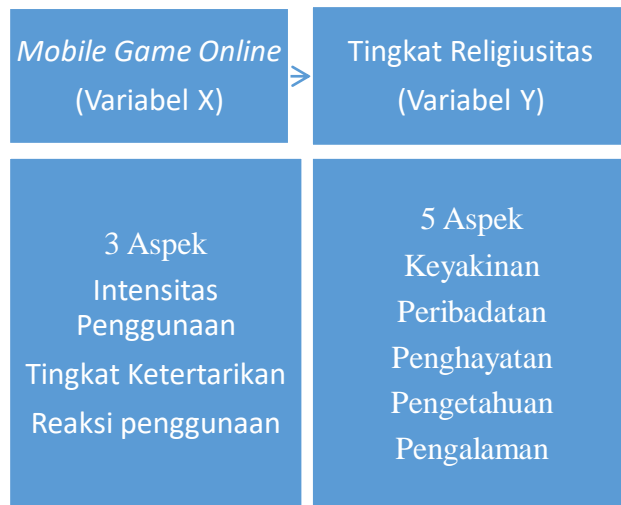 Mobile Game Online
(Variabel X)
Tingkat Religiusitas
(Variabel Y)
3 Aspek
Intensitas
Penggunaan
Tingkat Ketertarikan
Reaksi penggunaan
5 Aspek
Keyakinan
Peribadatan
Penghayatan
Pengetahuan
Pengalaman